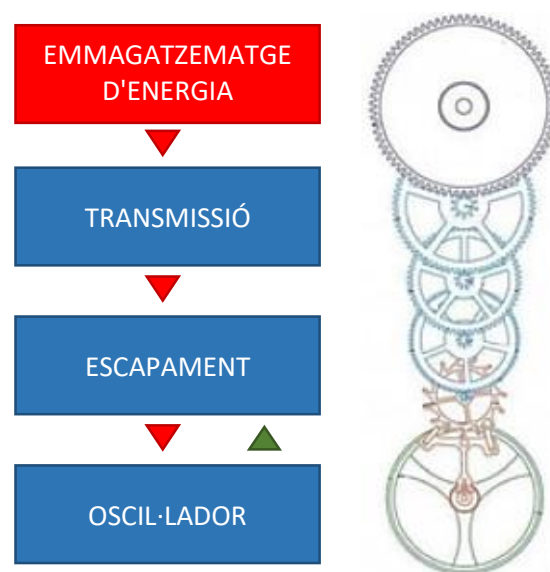 EMMAGATZEMATGE
D'ENERGIA
TRANSMISSIÓ
ESCAPAMENT
OSCIL·LADOR